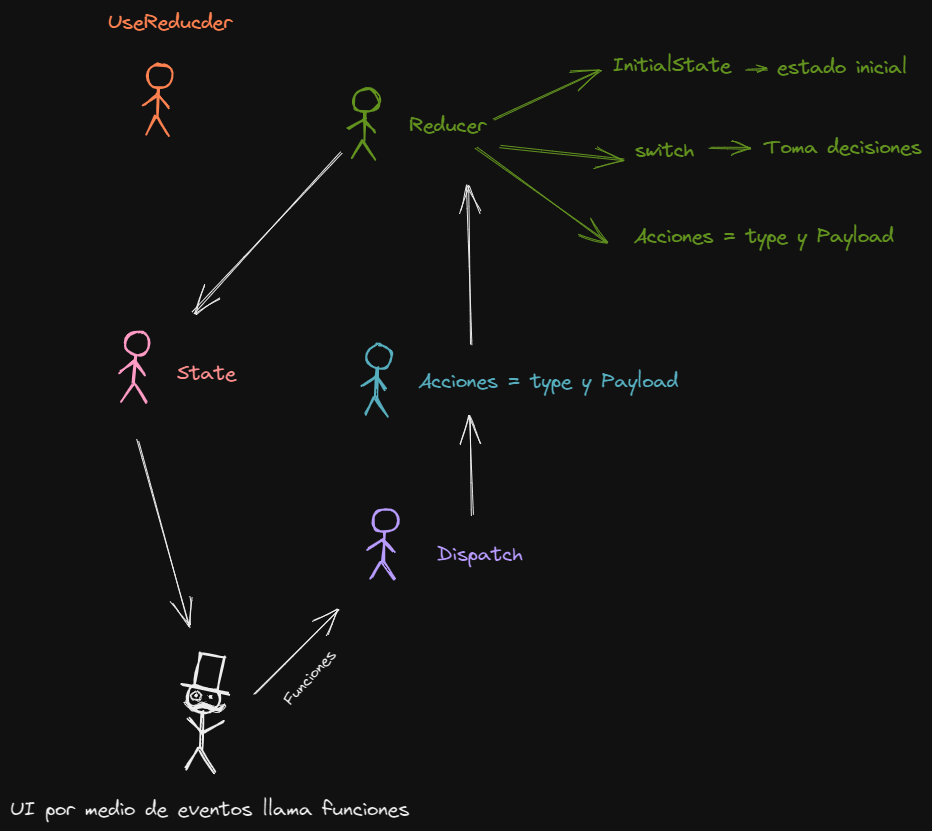 UseReducder
InitialState → estado inicial
Reducer
switch → Toma decisiones
Acciones = type y Payload
State
Acciones = type y Payload
Dispatch
Funciones
UI por medio de eventos llama funciones